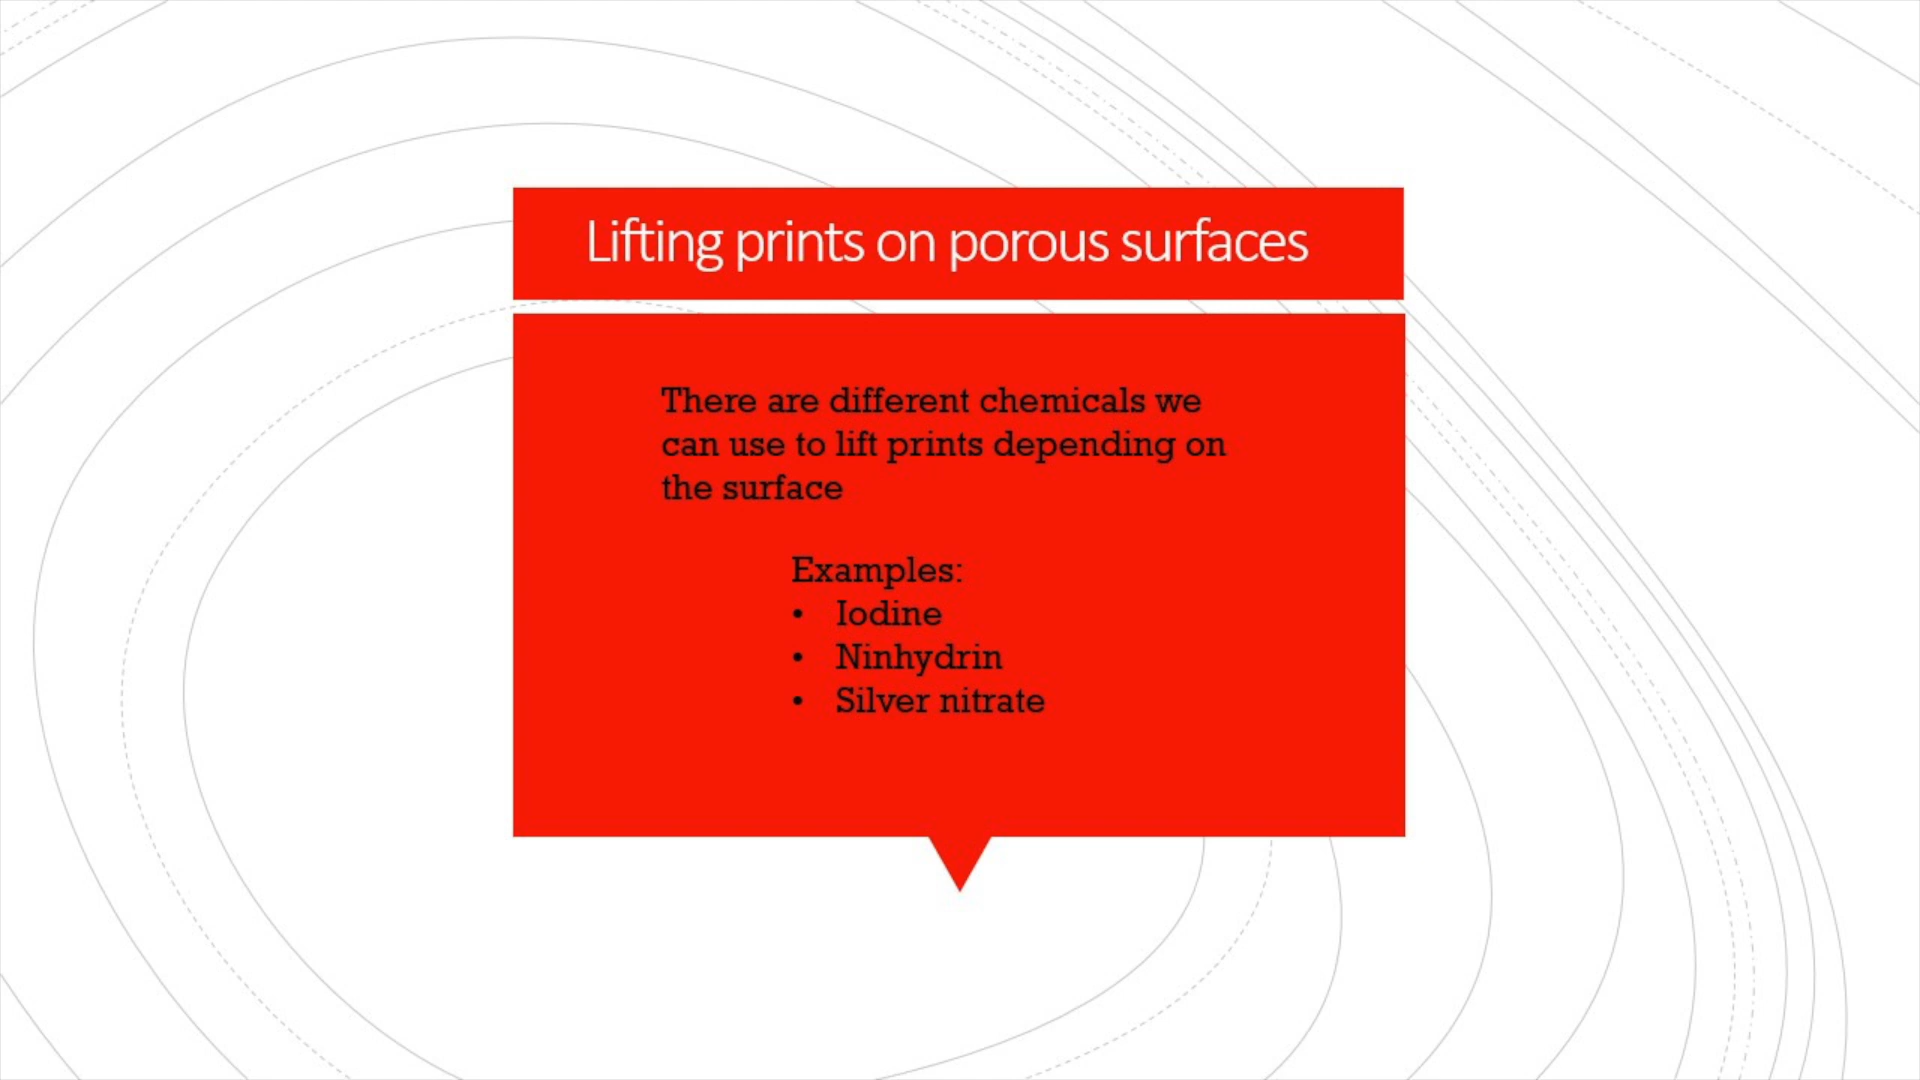 Lifting prints on porous surfaces
There are different chemicals we
can use to lift prints depending on
the surface
Examples:
• Iodine
• Ninhydrin
• Silver nitrate